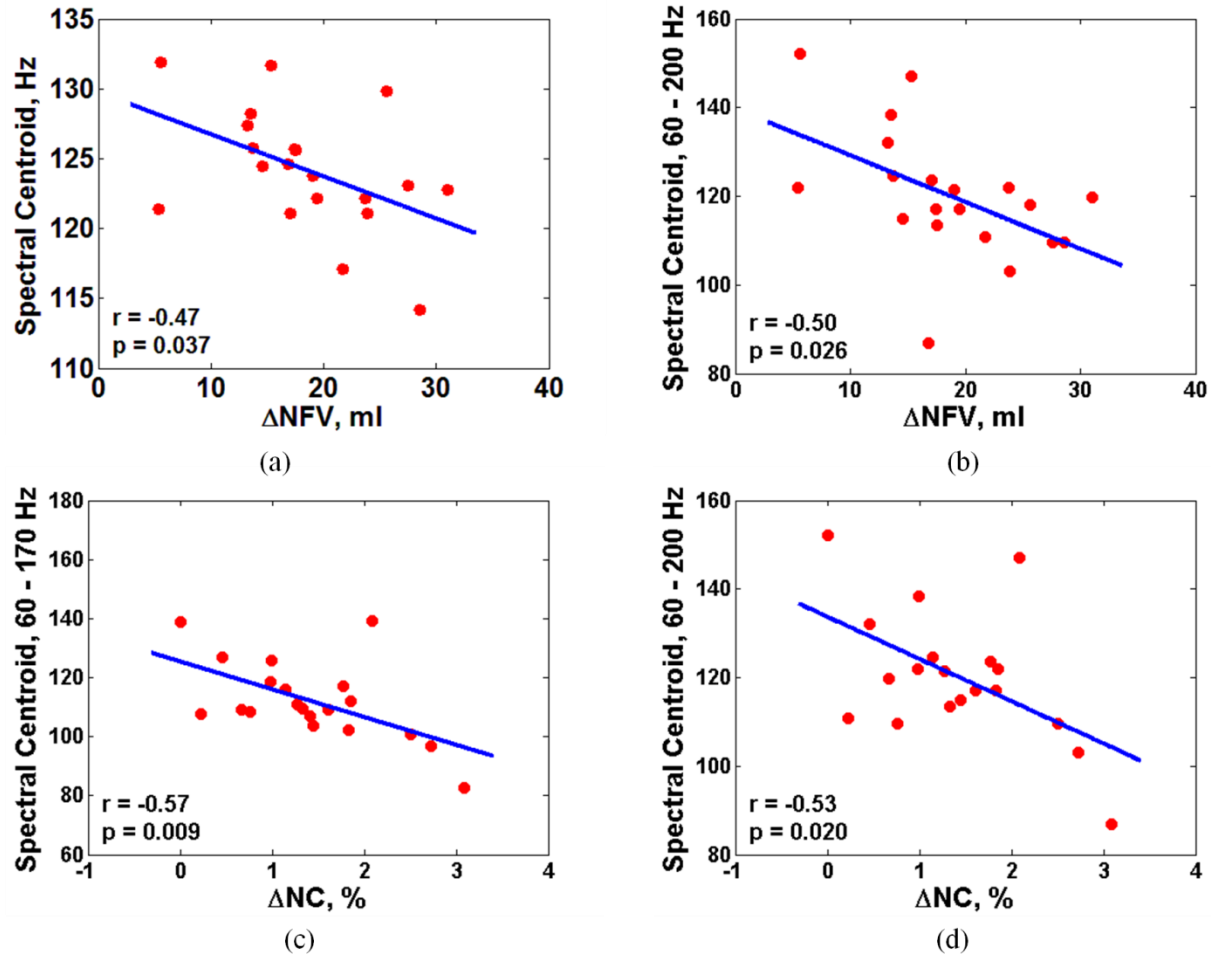 135
130
125
120
115
110
Spectral Centroid, Hz
r = -0.47
p = 0.037
0 10 20 30 40
ΔNFV, ml
(a)
160
140
120
100
80
Spectral Centroid, 60 - 200 Hz
r = -0.50
p = 0.026
0 10 20 30 40
ΔNFV, ml
(b)
180
160
140
120
100
80
60
Spectral Centroid, 60 - 170 Hz
r = -0.57
p = 0.009
-1 0 1 2 3 4
ΔNC, %
(c)
160
140
120
100
80
Spectral Centroid, 60 - 200 Hz
r = -0.53
p = 0.020
-1 0 1 2 3 4
ΔNC, %
(d)